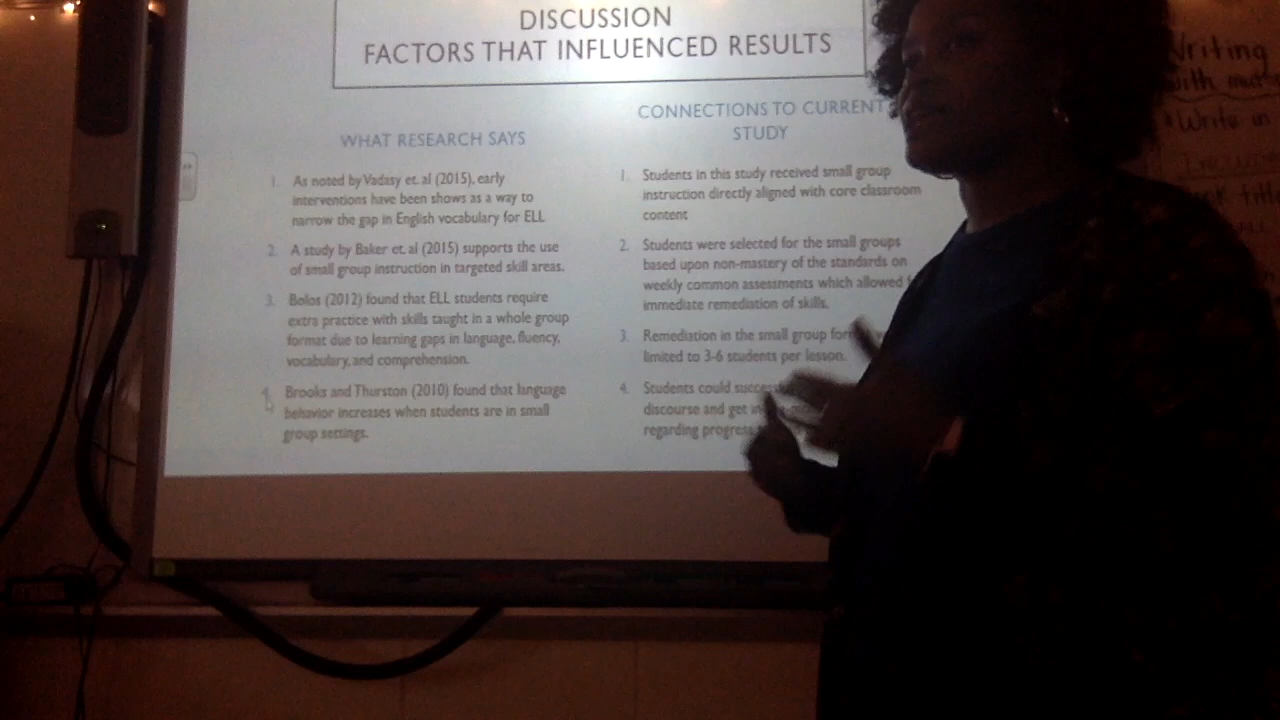 DISCUSSION
FACTORS THAT INFLUENCED RESULTS
WHAT RESEARCH SAYS
1. As noted by Vadasy et. al (2015), early
interventions have been shows as a way to
narrow the gap in English vocabulary for ELL
2. A study by Baker et. al (2015) supports the use
of small group instruction in targeted skill areas.
3. Bolos (2012) found that ELL students require
extra practice with skills taught in a whole group
format due to learning gaps in language, fluency,
vocabulary, and comprehension.
4. Brooks and Thurston (2010) found that language
behavior increases when students are in small
group settings.
CONNECTIONS TO CURRENT
STUDY
1. Students in this study received small group
instruction directly aligned with core classroom
content
2. Students were selected for the small groups
based upon non-mastery of the standards on
weekly common assessments which allowed
immediate remediation of skills.
3. Remediation in the small group
limited to 3-6 students per lesson.
4. Students could
discourse and get
regarding
Writing
with
• Write in